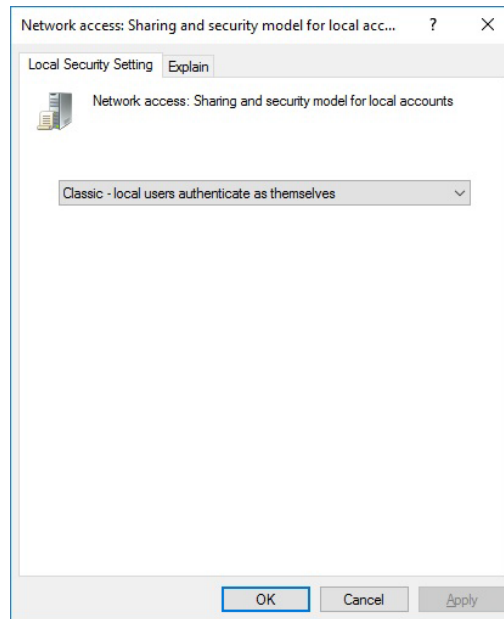 Network access: Sharing and security model for local acc...
Local Security Setting
Explain
Network access: Sharing and security model for local accounts
Classic - local users authenticate as themselves
OK
Cancel
Apply